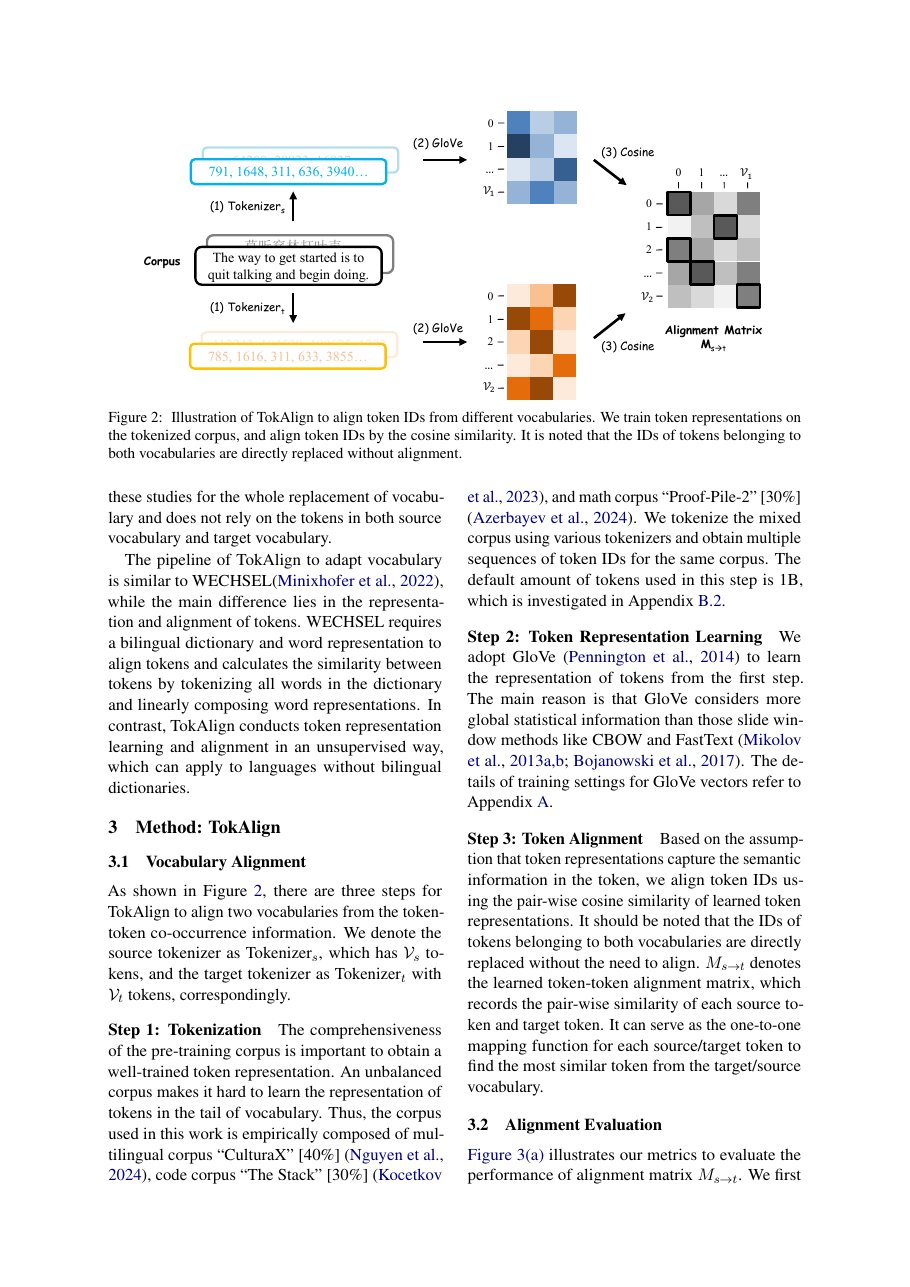 (2) GloVe
0
1
...
V₁
(3) Cosine
791, 1648, 311, 636, 3940…
(1) Tokenizerₛ
0 1 ... V₁
0
1
2
...
V₂
Corpus
The way to get started is to
quit talking and begin doing.
(1) Tokenizerₜ
(2) GloVe
0
1
2
...
V₂
(3) Cosine
Alignment Matrix
Mₛ→ₜ
785, 1616, 311, 633, 3855…
Figure 2: Illustration of TokAlign to align token IDs from different vocabularies. We train token representations on
the tokenized corpus, and align token IDs by the cosine similarity. It is noted that the IDs of tokens belonging to
both vocabularies are directly replaced without alignment.
these studies for the whole replacement of vocabu-
lary and does not rely on the tokens in both source
vocabulary and target vocabulary.
The pipeline of TokAlign to adapt vocabulary
is similar to WECHSEL(Minixhofer et al., 2022),
while the main difference lies in the representa-
tion and alignment of tokens. WECHSEL requires
a bilingual dictionary and word representation to
align tokens and calculates the similarity between
tokens by tokenizing all words in the dictionary
and linearly composing word representations. In
contrast, TokAlign conducts token representation
learning and alignment in an unsupervised way,
which can apply to languages without bilingual
dictionaries.
3 Method: TokAlign
3.1 Vocabulary Alignment
As shown in Figure 2, there are three steps for
TokAlign to align two vocabularies from the token-
token co-occurrence information. We denote the
source tokenizer as Tokenizerₛ, which has Vₛ to-
kens, and the target tokenizer as Tokenizerₜ with
Vₜ tokens, correspondingly.
Step 1: Tokenization The comprehensiveness
of the pre-training corpus is important to obtain a
well-trained token representation. An unbalanced
corpus makes it hard to learn the representation of
tokens in the tail of vocabulary. Thus, the corpus
used in this work is empirically composed of mul-
tilingual corpus “CulturaX” [40%] (Nguyen et al.,
2024), code corpus “The Stack” [30%] (Kocetkov
et al., 2023), and math corpus “Proof-Pile-2” [30%]
(Azerbayev et al., 2024). We tokenize the mixed
corpus using various tokenizers and obtain multiple
sequences of token IDs for the same corpus. The
default amount of tokens used in this step is 1B,
which is investigated in Appendix B.2.
Step 2: Token Representation Learning We
adopt GloVe (Pennington et al., 2014) to learn
the representation of tokens from the first step.
The main reason is that GloVe considers more
global statistical information than those slide win-
dow methods like CBOW and FastText (Mikolov
et al., 2013a,b; Bojanowski et al., 2017). The de-
tails of training settings for GloVe vectors refer to
Appendix A.
Step 3: Token Alignment Based on the assump-
tion that token representations capture the semantic
information in the token, we align token IDs us-
ing the pair-wise cosine similarity of learned token
representations. It should be noted that the IDs of
tokens belonging to both vocabularies are directly
replaced without the need to align. Mₛ→ₜ denotes
the learned token-token alignment matrix, which
records the pair-wise similarity of each source to-
ken and target token. It can serve as the one-to-one
mapping function for each source/target token to
find the most similar token from the target/source
vocabulary.
3.2 Alignment Evaluation
Figure 3(a) illustrates our metrics to evaluate the
performance of alignment matrix Mₛ→ₜ. We first